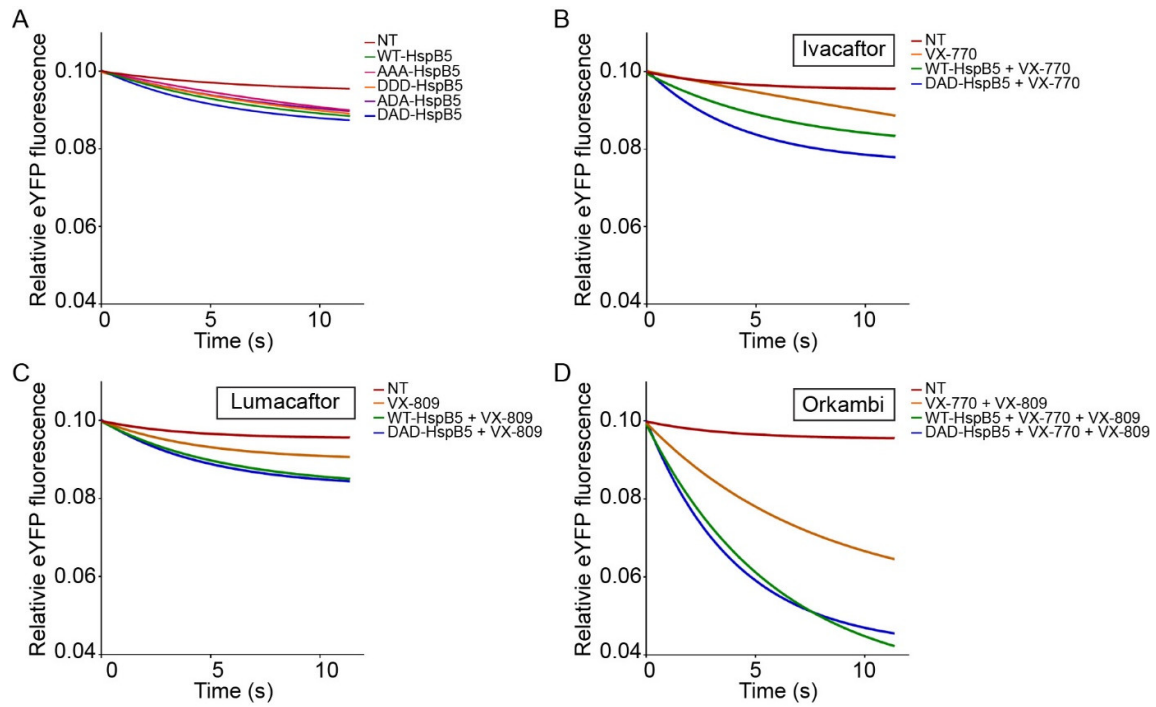 A
Relativie eYFP fluorescence
0.10
0.08
0.06
0.04
0
5
10
Time (s)
NT
WT-HspB5
AAA-HspB5
DDD-HspB5
ADA-HspB5
DAD-HspB5
B
Ivacaftor
Relativie eYFP fluorescence
0.10
0.08
0.06
0.04
0
5
10
Time (s)
NT
VX-770
WT-HspB5 + VX-770
DAD-HspB5 + VX-770
C
Lumacaftor
Relativie eYFP fluorescence
0.10
0.08
0.06
0.04
0
5
10
Time (s)
NT
VX-809
WT-HspB5 + VX-809
DAD-HspB5 + VX-809
D
Orkambi
Relativie eYFP fluorescence
0.10
0.08
0.06
0.04
0
5
10
Time (s)
NT
VX-770 + VX-809
WT-HspB5 + VX-770 + VX-809
DAD-HspB5 + VX-770 + VX-809